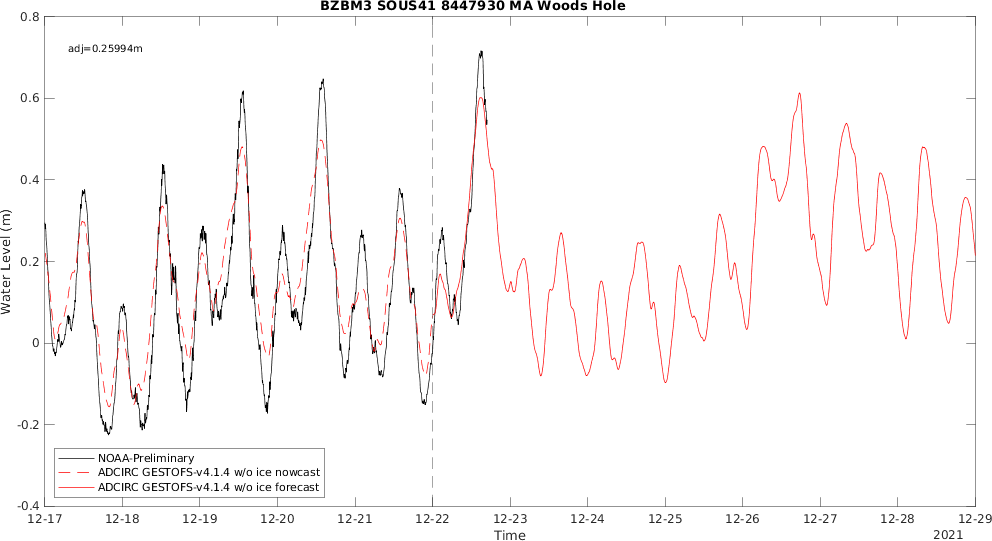 BZBM3 SOUS41 8447930 MA Woods Hole
adj=0.25994m
Water Level (m)
0.8
0.6
0.4
0.2
0
-0.2
-0.4
NOAA-Preliminary
ADCIRC GESTOFS-v4.1.4 w/o ice nowcast
ADCIRC GESTOFS-v4.1.4 w/o ice forecast
12-17 12-18 12-19 12-20 12-21 12-22 12-23 12-24 12-25 12-26 12-27 12-28 12-29
Time
2021